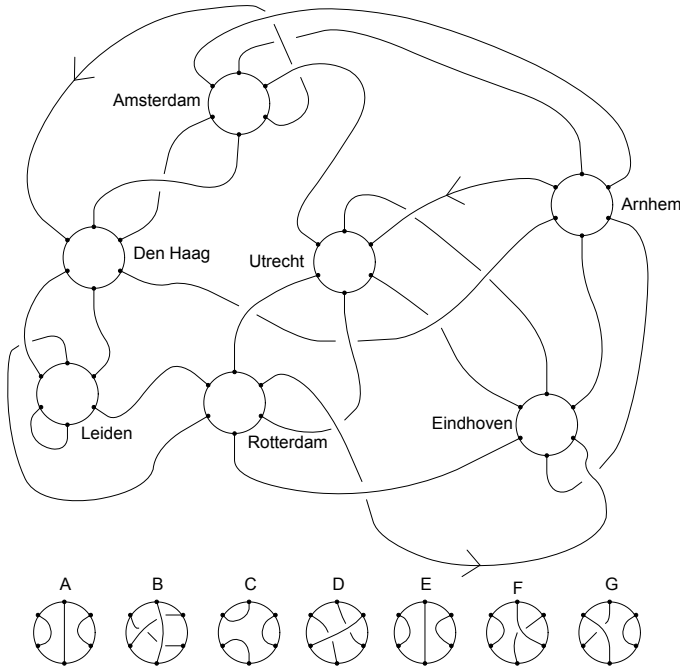 Amsterdam
Arnhem
Den Haag
Utrecht
Eindhoven
Leiden
Rotterdam
A B C D E F G